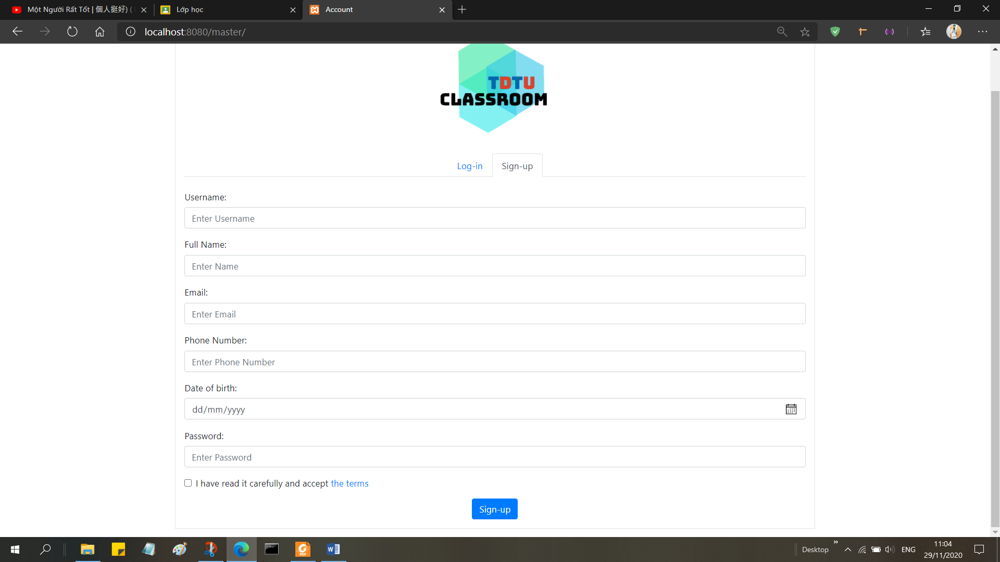 Một Người Rất Tốt | 個人挺好) (
Lớp học
Account
localhost:8080/master/
TDTU
CLASSROOM
Log-in
Sign-up
Username:
Enter Username
Full Name:
Enter Name
Email:
Enter Email
Phone Number:
Enter Phone Number
Date of birth:
dd/mm/yyyy
Password:
Enter Password
I have read it carefully and accept the terms
Sign-up
Desktop
ENG
11:04
29/11/2020